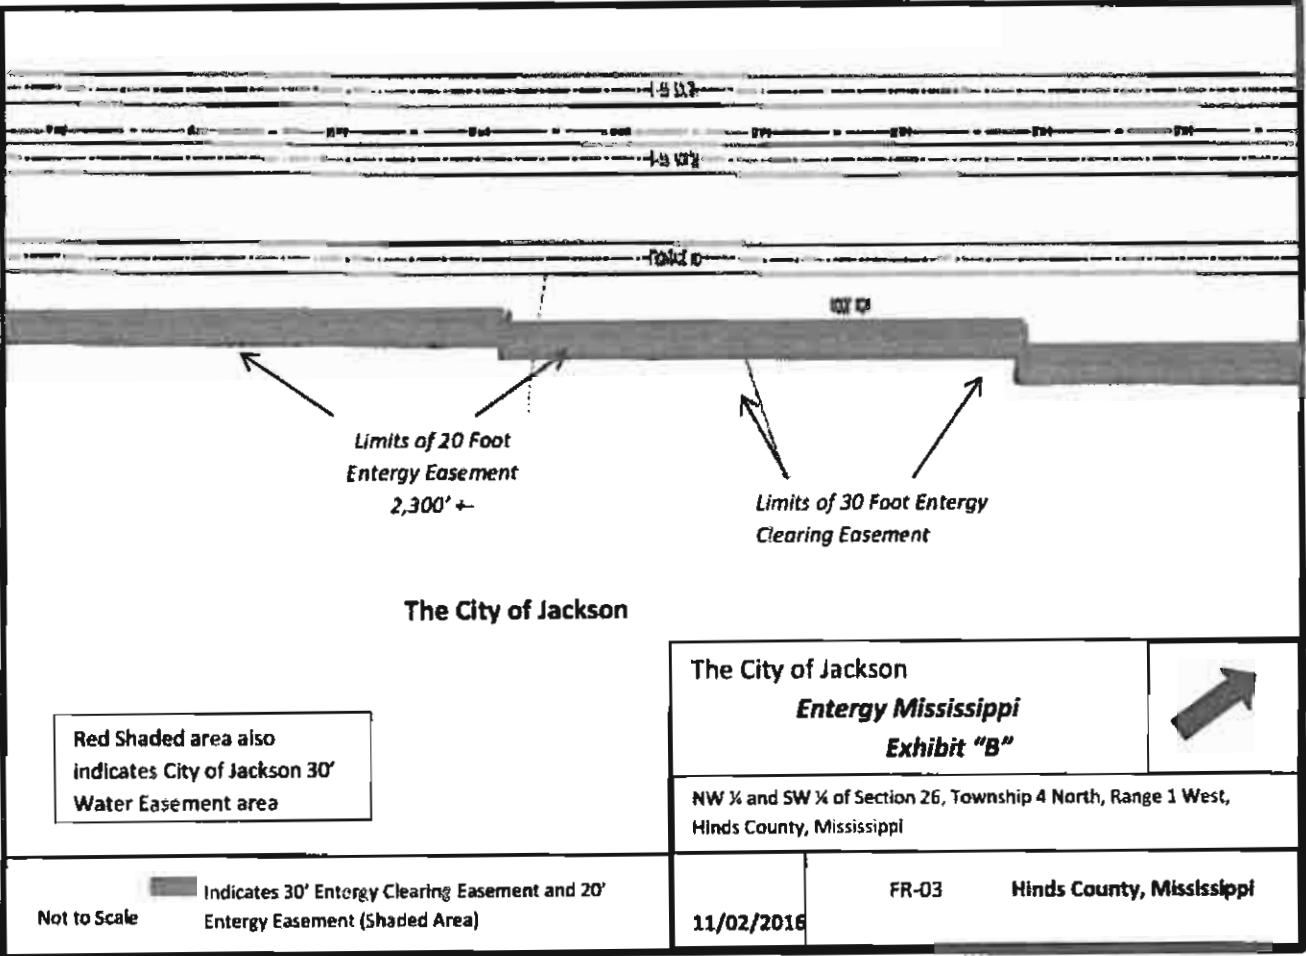 Limits of 20 Foot
Entergy Easement
2,300' +-
Limits of 30 Foot Entergy
Clearing Easement
The City of Jackson
The City of Jackson
Entergy Mississippi
Exhibit "B"
Red Shaded area also
indicates City of Jackson 30'
Water Easement area
NW ¼ and SW ¼ of Section 26, Township 4 North, Range 1 West,
Hinds County, Mississippi
Not to Scale
Indicates 30' Entergy Clearing Easement and 20'
Entergy Easement (Shaded Area)
11/02/2016
FR-03
Hinds County, Mississippi